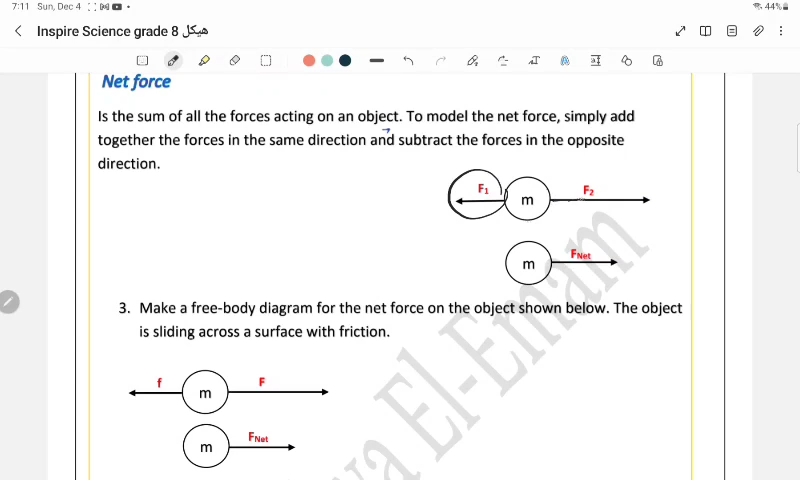 7:11 Sun, Dec 4
44%
Inspire Science grade 8 هيكل
Net force
Is the sum of all the forces acting on an object. To model the net force, simply add
together the forces in the same direction and subtract the forces in the opposite
direction.
F1 m F2
m FNet
3. Make a free-body diagram for the net force on the object shown below. The object
is sliding across a surface with friction.
f m F
m FNet
El-Emam